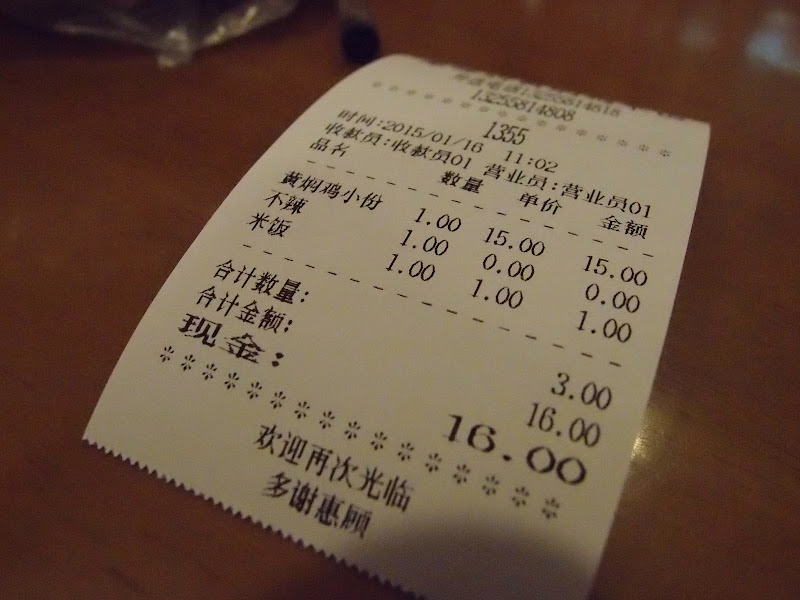 13255814808
1355
时间:2015/01/16 11:02
收款员:收款员01 营业员:营业员01
品名 数量 单价 金额
黄焖鸡小份 1.00 15.00 15.00
不辣 1.00 0.00 0.00
米饭 1.00 1.00 1.00
合计数量: 3.00
合计金额: 16.00
现金: 16.00
欢迎再次光临
多谢惠顾